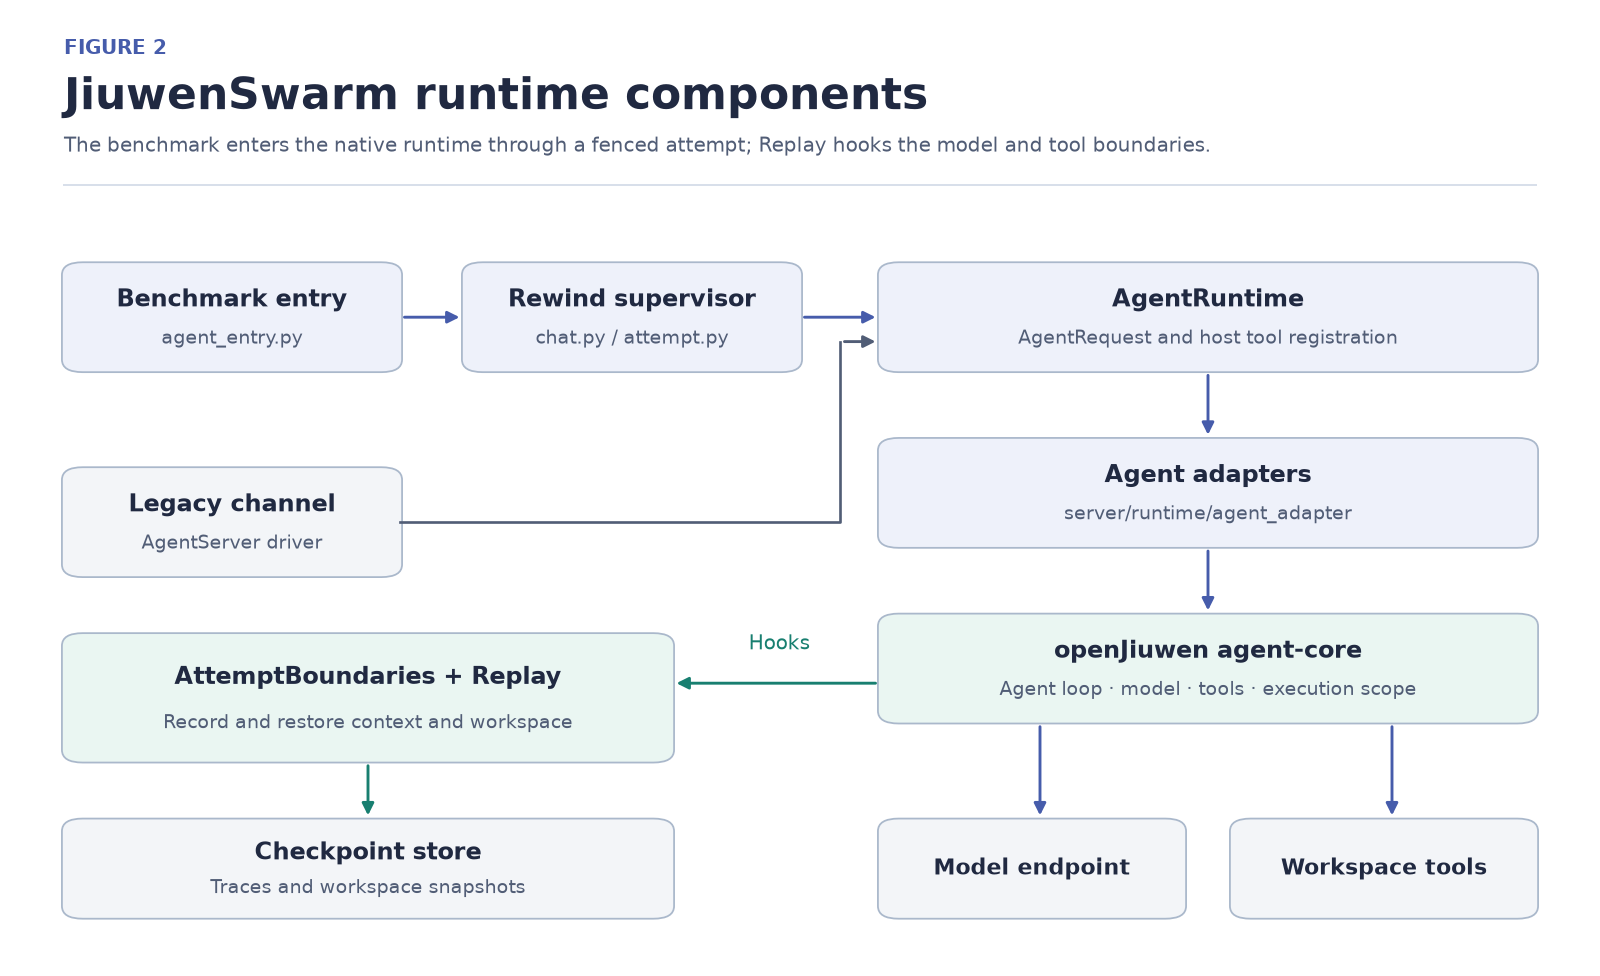 FIGURE 2
JiuwenSwarm runtime components
The benchmark enters the native runtime through a fenced attempt; Replay hooks the model and tool boundaries.
Benchmark entry
agent_entry.py
Rewind supervisor
chat.py / attempt.py
AgentRuntime
AgentRequest and host tool registration
Agent adapters
server/runtime/agent_adapter
Legacy channel
AgentServer driver
Hooks
openJiuwen agent-core
Agent loop · model · tools · execution scope
AttemptBoundaries + Replay
Record and restore context and workspace
Checkpoint store
Traces and workspace snapshots
Model endpoint
Workspace tools